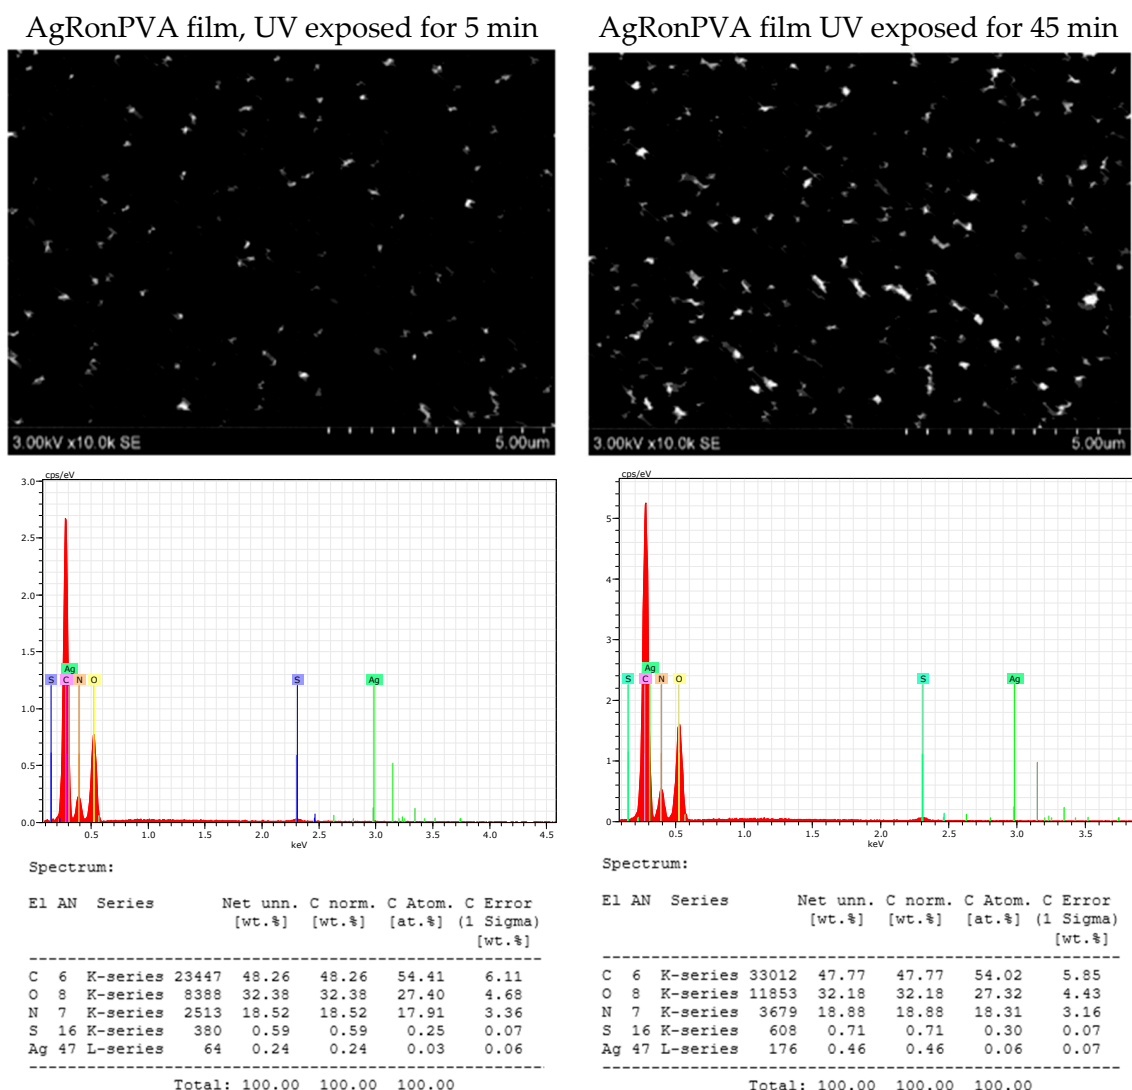 AgRonPVA film, UV exposed for 5 min
3.00kV x10.0k SE 5.00um
cps/eV
3.0
2.5
2.0
1.5
1.0
0.5
0.0
Ag
S C N O S Ag
0.5 1.0 1.5 2.0 2.5 3.0 3.5 4.0 4.5
keV
Spectrum:
El AN Series Net unn. C norm. C Atom. C Error
[wt.%] [wt.%] [at.%] (1 Sigma)
[wt.%]
C 6 K-series 23447 48.26 48.26 54.41 6.11
O 8 K-series 8388 32.38 32.38 27.40 4.68
N 7 K-series 2513 18.52 18.52 17.91 3.36
S 16 K-series 380 0.59 0.59 0.25 0.07
Ag 47 L-series 64 0.24 0.24 0.03 0.06
Total: 100.00 100.00 100.00
AgRonPVA film UV exposed for 45 min
3.00kV x10.0k SE 5.00um
cps/eV
5
4
3
2
1
0
Ag
S C N O S Ag
0.5 1.0 1.5 2.0 2.5 3.0 3.5
keV
Spectrum:
El AN Series Net unn. C norm. C Atom. C Error
[wt.%] [wt.%] [at.%] (1 Sigma)
[wt.%]
C 6 K-series 33012 47.77 47.77 54.02 5.85
O 8 K-series 11853 32.18 32.18 27.32 4.43
N 7 K-series 3679 18.88 18.88 18.31 3.16
S 16 K-series 608 0.71 0.71 0.30 0.07
Ag 47 L-series 176 0.46 0.46 0.06 0.07
Total: 100.00 100.00 100.00